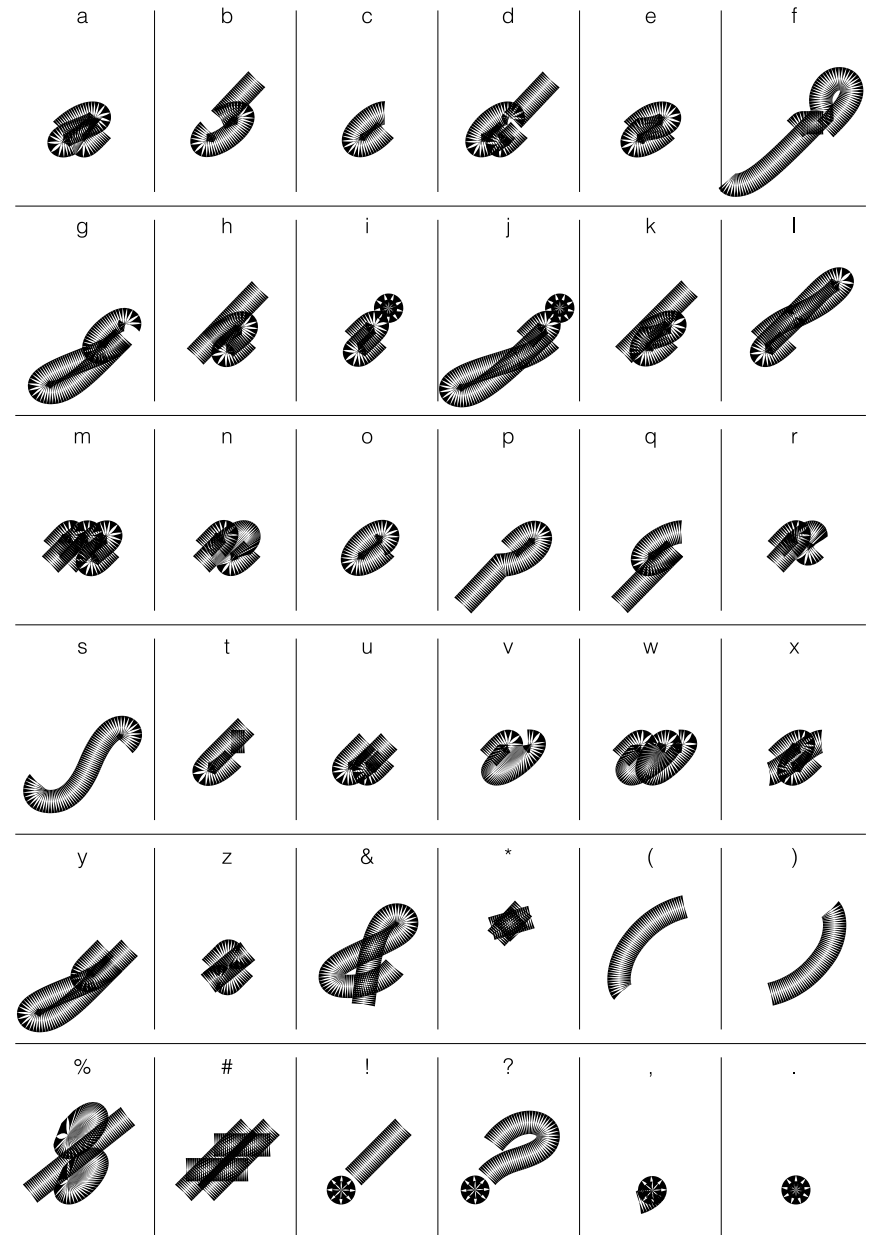 a b c d e f
g h i j k l
m n o p q r
s t u v w x
y z & * ( )
% # ! ? , .